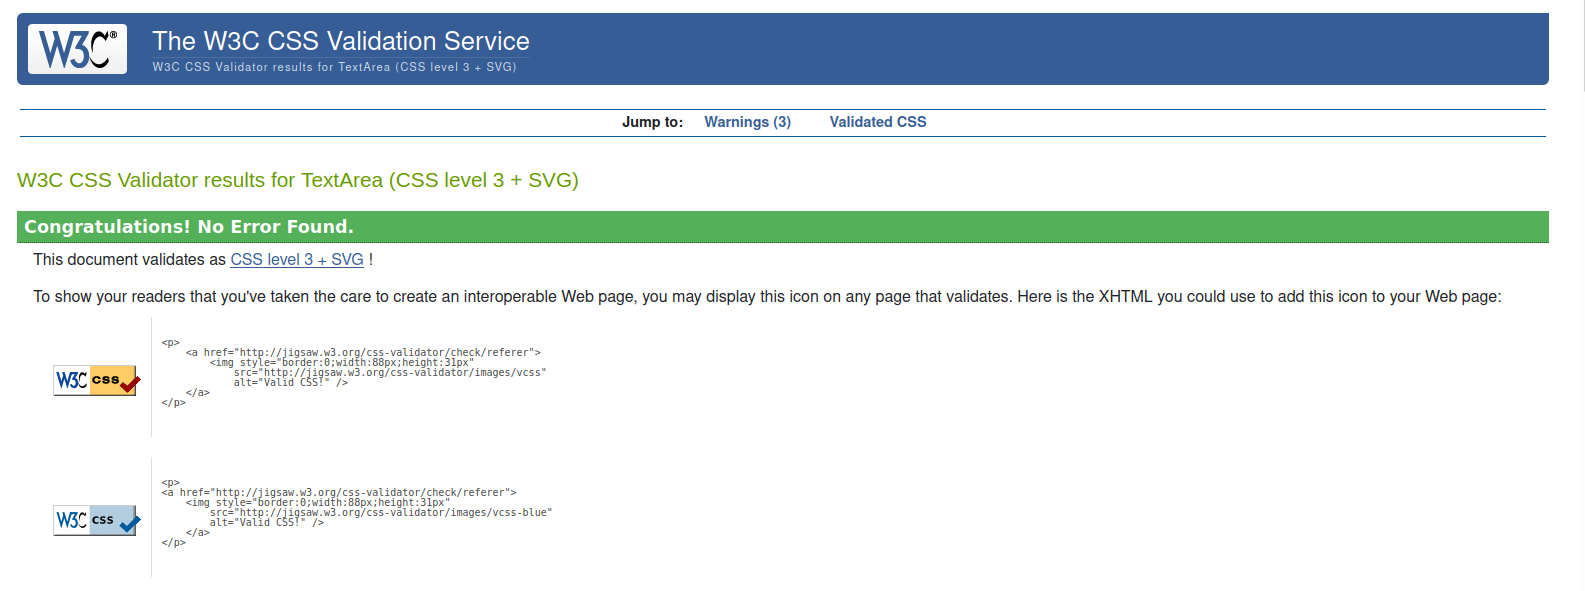 W3C®
The W3C CSS Validation Service
W3C CSS Validator results for TextArea (CSS level 3 + SVG)
Jump to: Warnings (3) Validated CSS
W3C CSS Validator results for TextArea (CSS level 3 + SVG)
Congratulations! No Error Found.
This document validates as CSS level 3 + SVG !
To show your readers that you've taken the care to create an interoperable Web page, you may display this icon on any page that validates. Here is the XHTML you could use to add this icon to your Web page:
W3C css
<p>
    <a href="http://jigsaw.w3.org/css-validator/check/referer">
        <img style="border:0;width:88px;height:31px"
            src="http://jigsaw.w3.org/css-validator/images/vcss"
            alt="Valid CSS!" />
    </a>
</p>
W3C css
<p>
<a href="http://jigsaw.w3.org/css-validator/check/referer">
    <img style="border:0;width:88px;height:31px"
        src="http://jigsaw.w3.org/css-validator/images/vcss-blue"
        alt="Valid CSS!" />
    </a>
</p>